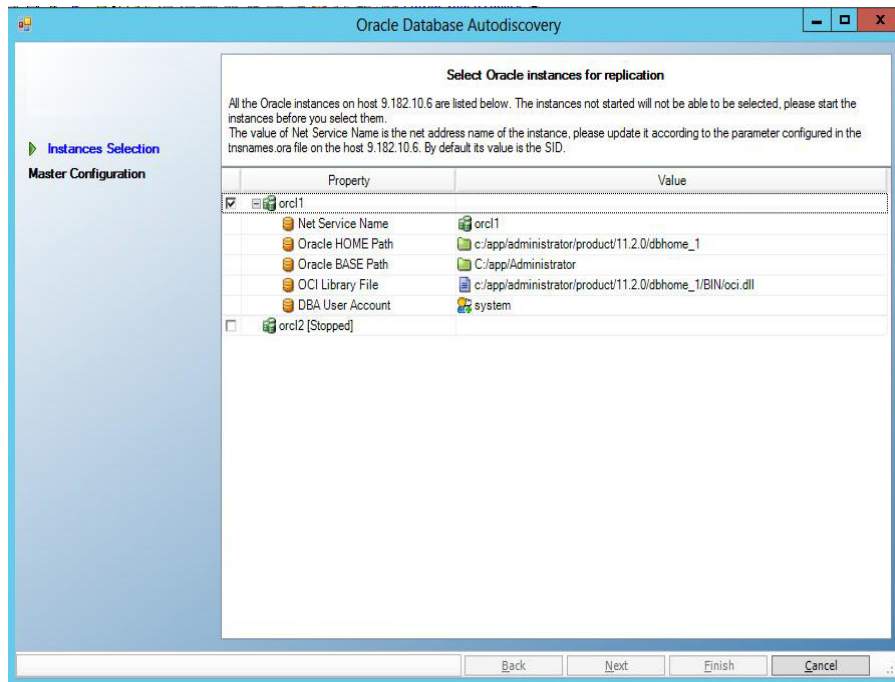 Oracle Database Autodiscovery
Instances Selection
Master Configuration
Select Oracle instances for replication
All the Oracle instances on host 9.182.10.6 are listed below. The instances not started will not be able to be selected, please start the
instances before you select them.
The value of Net Service Name is the net address name of the instance, please update it according to the parameter configured in the
tnsnames.ora file on the host 9.182.10.6. By default its value is the SID.
Property Value
orcl1
Net Service Name orcl1
Oracle HOME Path c:/app/administrator/product/11.2.0/dbhome_1
Oracle BASE Path C:/app/Administrator
OCI Library File c:/app/administrator/product/11.2.0/dbhome_1/BIN/oci.dll
DBA User Account system
orcl2 [Stopped]
Back Next Finish Cancel